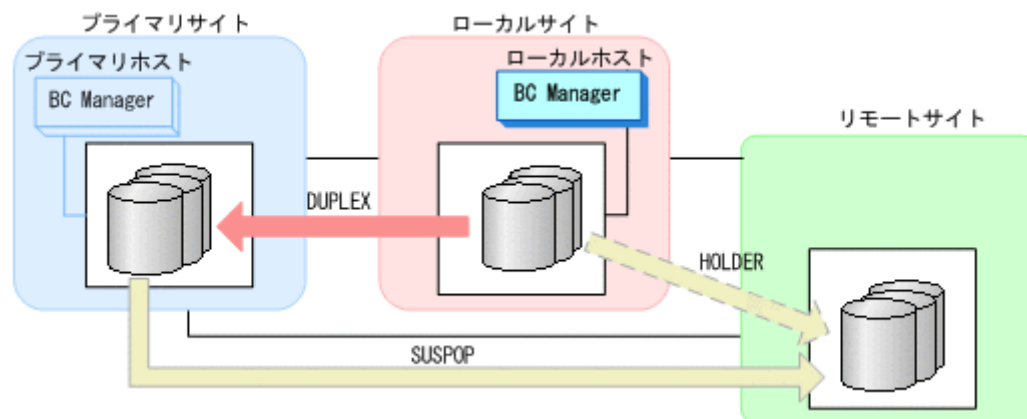 プライマリサイト
ローカルサイト
プライマリホスト
ローカルホスト
BC Manager
BC Manager
リモートサイト
DUPLEX
HOLDER
SUSPOP